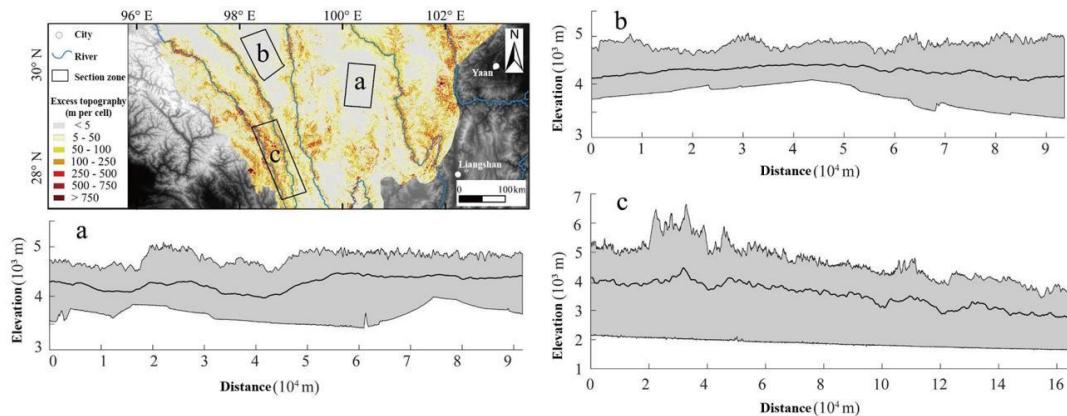 96° E 98° E 100° E 102° E
City
River
Section zone
Excess topography
(m per cell)
< 5
5 - 50
50 - 100
100 - 250
250 - 500
500 - 750
> 750
30° N
28° N
b
a
c
N
Yaan
Liangshan
0 100km
b
Elevation (10³ m)
5
4
3
0 1 2 3 4 5 6 7 8 9
Distance (10⁴ m)
a
Elevation (10³ m)
5
4
3
0 1 2 3 4 5 6 7 8 9
Distance (10⁴ m)
c
Elevation (10³ m)
7
6
5
4
3
2
1
0 2 4 6 8 10 12 14 16
Distance (10⁴ m)